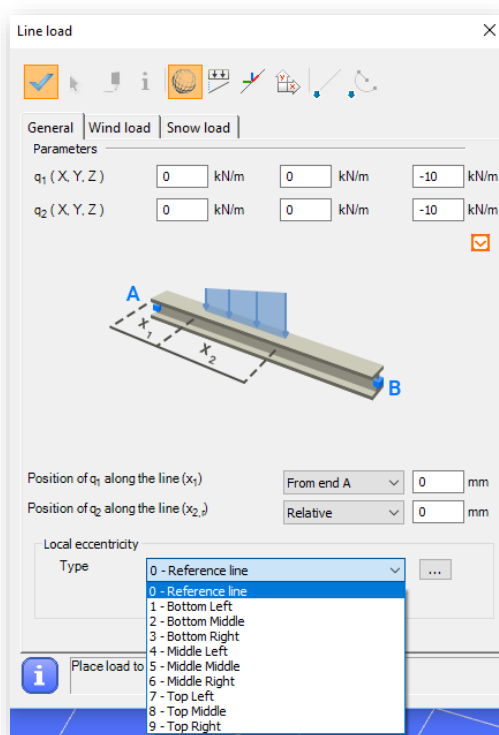 Line load
General Wind load Snow load
Parameters
q1 ( X, Y, Z ) 0 kN/m 0 kN/m -10 kN/m
q2 ( X, Y, Z ) 0 kN/m 0 kN/m -10 kN/m
A
X1
X2
B
Position of q1 along the line (x1) From end A 0 mm
Position of q2 along the line (x2,r) Relative 0 mm
Local eccentricity
Type 0 - Reference line ...
0 - Reference line
1 - Bottom Left
2 - Bottom Middle
3 - Bottom Right
4 - Middle Left
5 - Middle Middle
6 - Middle Right
7 - Top Left
8 - Top Middle
9 - Top Right
Place load to